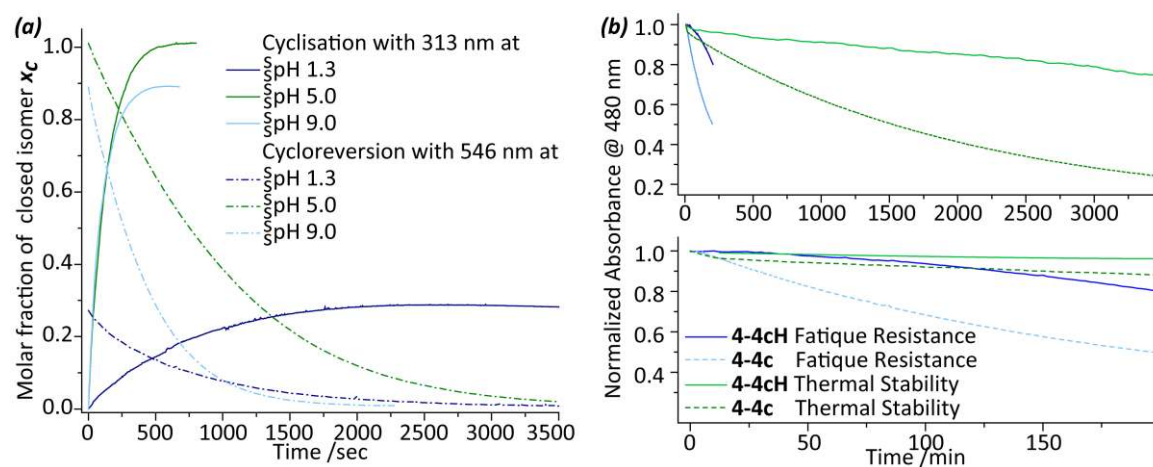 (a)
Molar fraction of closed isomer x_C
1.0
0.8
0.6
0.4
0.2
0.0
Cyclisation with 313 nm at
s s pH 1.3
s s pH 5.0
s s pH 9.0
Cycloreversion with 546 nm at
s s pH 1.3
s s pH 5.0
s s pH 9.0
0 500 1000 1500 2000 2500 3000 3500
Time /sec
(b)
Normalized Absorbance @ 480 nm
1.0
0.8
0.6
0.4
0.2
0 500 1000 1500 2000 2500 3000
1.0
0.8
0.6
0.4
4-4cH Fatique Resistance
4-4c Fatique Resistance
4-4cH Thermal Stability
4-4c Thermal Stability
0 50 100 150
Time /min